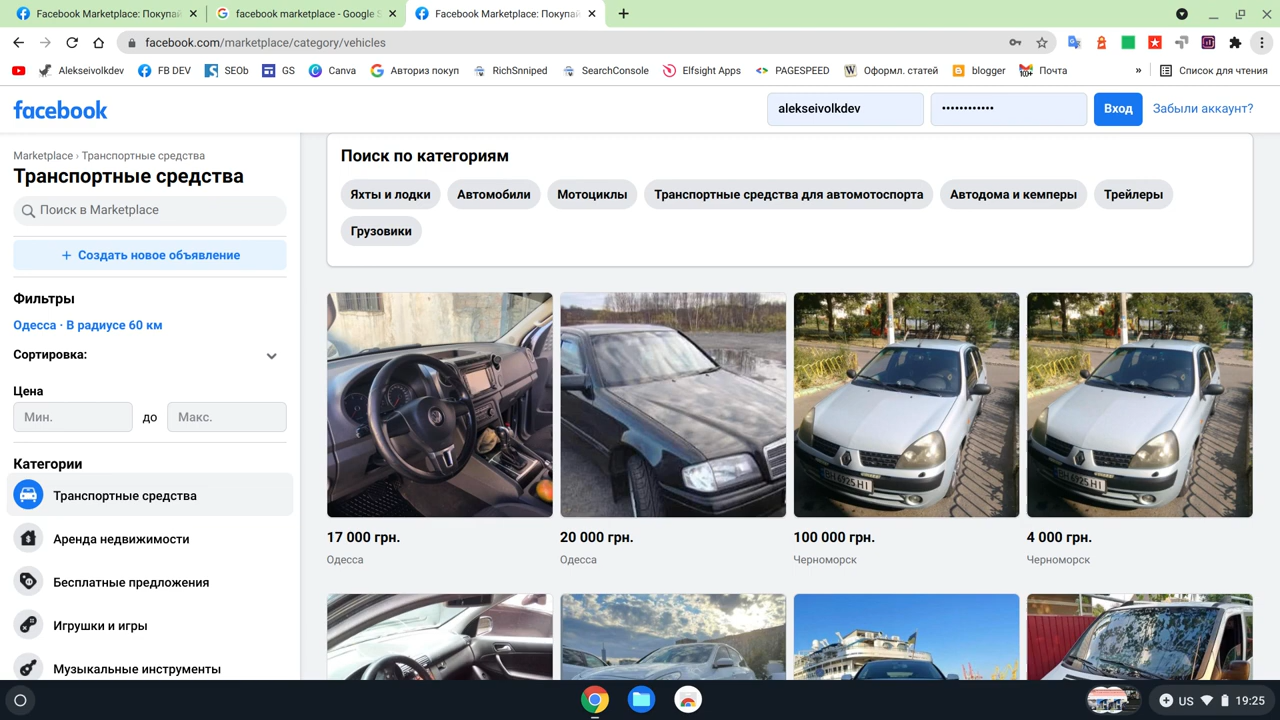 Facebook Marketplace: Покупай
facebook marketplace - Google S
Facebook Marketplace: Покупай
facebook.com/marketplace/category/vehicles
Alekseivolkdev
FB DEV
SEOb
GS
Canva
Авториз покуп
RichSnniped
SearchConsole
Elfsight Apps
PAGESPEED
Оформл. статей
blogger
Почта
»
Список для чтения
facebook
alekseivolkdev
••••••••••••
Вход
Забыли аккаунт?
Marketplace › Транспортные средства
Транспортные средства
Поиск в Marketplace
+ Создать новое объявление
Фильтры
Одесса · В радиусе 60 км
Сортировка:
Цена
Мин.
до
Макс.
Категории
Транспортные средства
Аренда недвижимости
Бесплатные предложения
Игрушки и игры
Музыкальные инструменты
Поиск по категориям
Яхты и лодки
Автомобили
Мотоциклы
Транспортные средства для автомотоспорта
Автодома и кемперы
Трейлеры
Грузовики
17 000 грн.
Одесса
20 000 грн.
Одесса
100 000 грн.
Черноморск
4 000 грн.
Черноморск
US
19:25